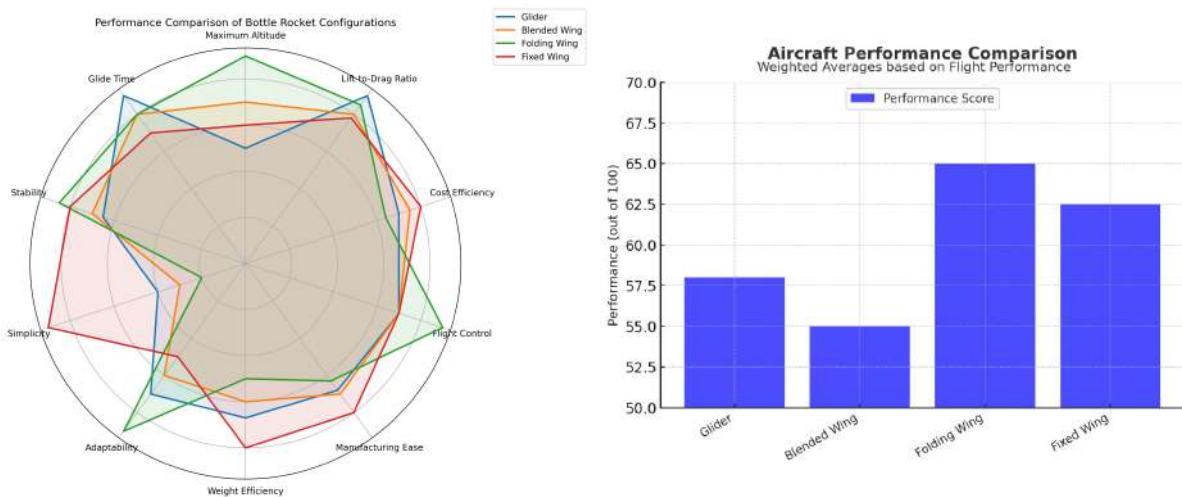 Performance Comparison of Bottle Rocket Configurations
Maximum Altitude
Glider
Blended Wing
Folding Wing
Fixed Wing
Glide Time
Lift-to-Drag Ratio
Stability
Cost Efficiency
Simplicity
Flight Control
Adaptability
Manufacturing Ease
Weight Efficiency
Aircraft Performance Comparison
Weighted Averages based on Flight Performance
Performance Score
Performance (out of 100)
70.0
67.5
65.0
62.5
60.0
57.5
55.0
52.5
50.0
Glider
Blended Wing
Folding Wing
Fixed Wing